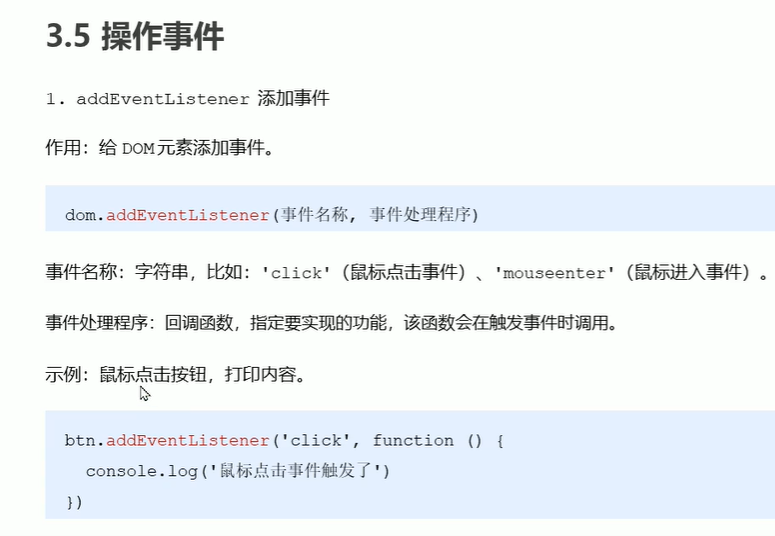 3.5 操作事件
1. addEventListener 添加事件
作用：给 DOM 元素添加事件。
dom.addEventListener(事件名称, 事件处理程序)
事件名称：字符串，比如：'click'（鼠标点击事件）、'mouseenter'（鼠标进入事件）。
事件处理程序：回调函数，指定要实现的功能，该函数会在触发事件时调用。
示例：鼠标点击按钮，打印内容。
btn.addEventListener('click', function () {
  console.log('鼠标点击事件触发了')
})